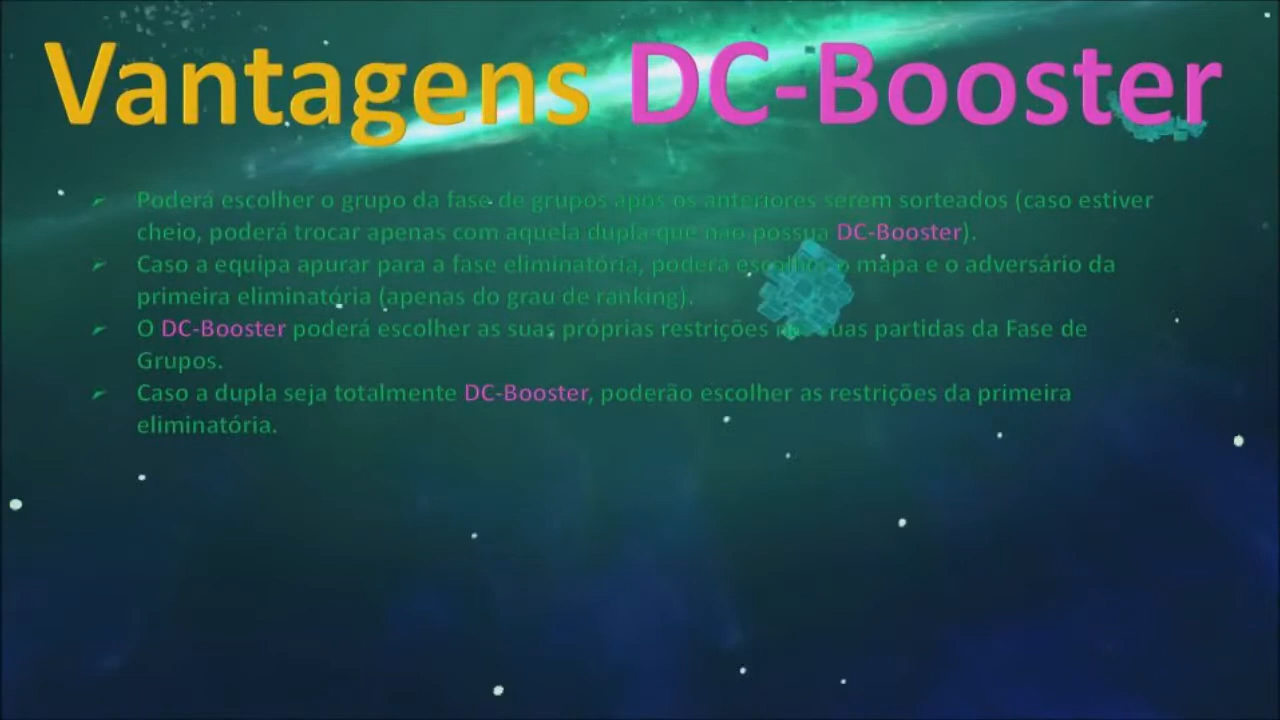 Vantagens DC-Booster
Poderá escolher o grupo da fase de grupos após os anteriores serem sorteados (caso estiver
cheio, poderá trocar apenas com aquela dupla que não possua DC-Booster).
Caso a equipa apurar para a fase eliminatória, poderá escolher o mapa e o adversário da
primeira eliminatória (apenas do grau de ranking).
O DC-Booster poderá escolher as suas próprias restrições nas suas partidas da Fase de
Grupos.
Caso a dupla seja totalmente DC-Booster, poderão escolher as restrições da primeira
eliminatória.